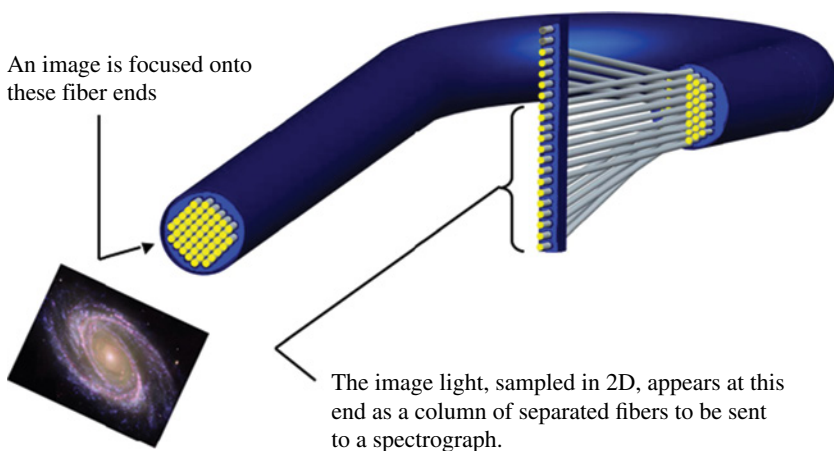 An image is focused onto
these fiber ends
The image light, sampled in 2D, appears at this
end as a column of separated fibers to be sent
to a spectrograph.